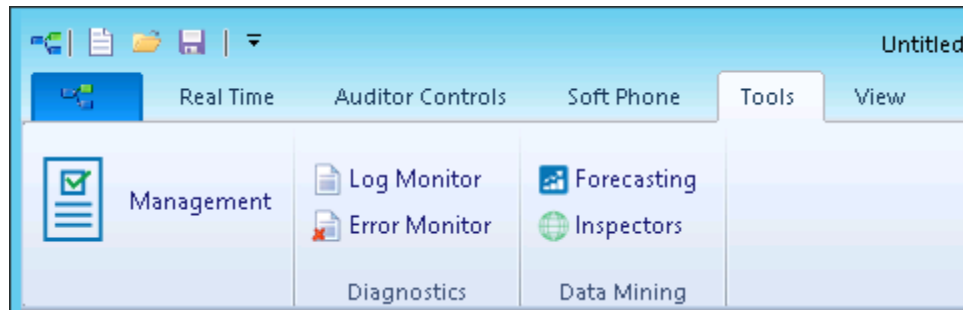 Untitled
Real Time Auditor Controls Soft Phone Tools View
Management
Log Monitor
Error Monitor
Diagnostics
Forecasting
Inspectors
Data Mining